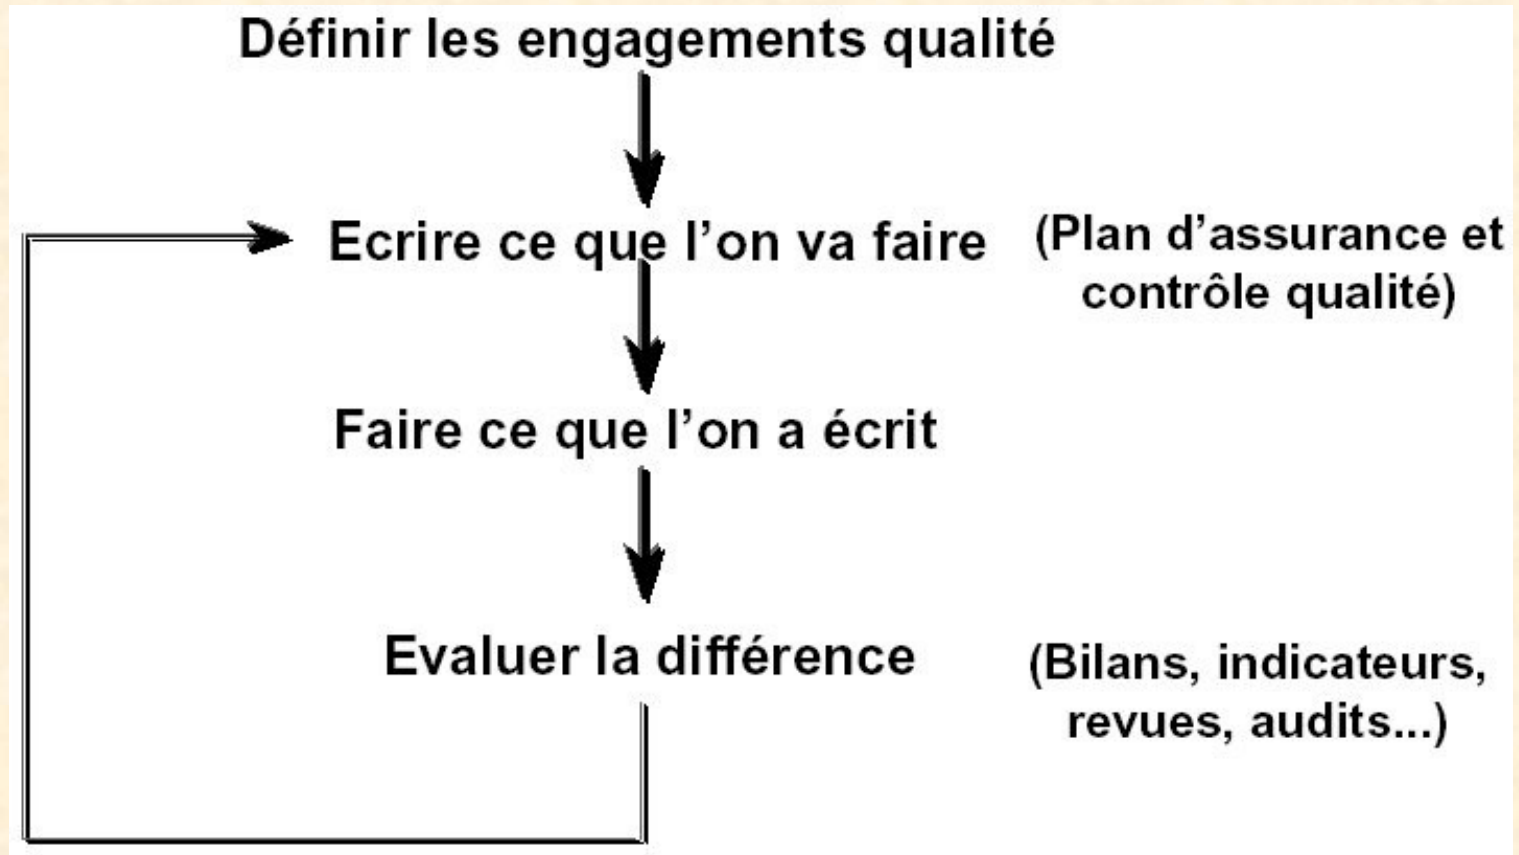 Définir les engagements qualité
Ecrire ce que l’on va faire
(Plan d’assurance et
contrôle qualité)
Faire ce que l’on a écrit
Evaluer la différence
(Bilans, indicateurs,
revues, audits...)